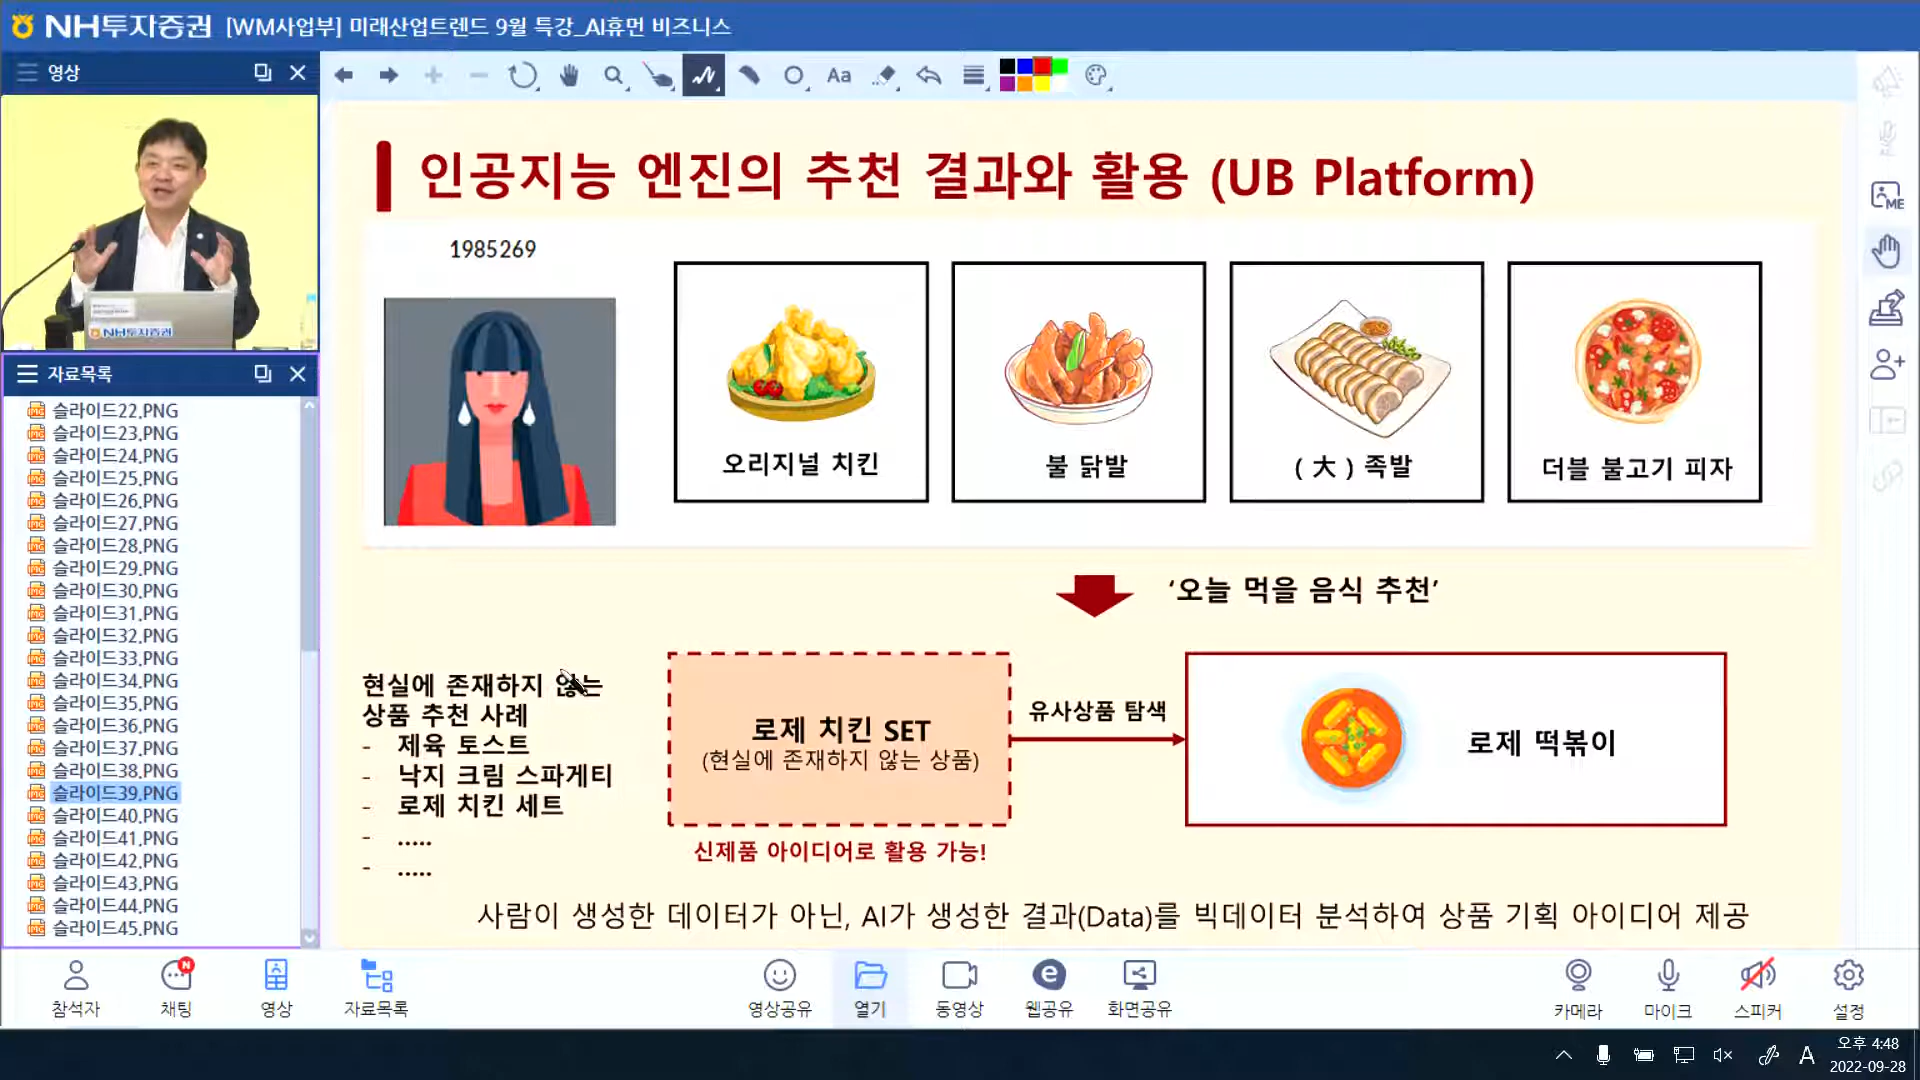 NH투자증권 [WM사업부] 미래산업트렌드 9월 특강_AI휴먼 비즈니스
영상
Aa
ME
NH투자증권
자료목록
슬라이드22.PNG
슬라이드23.PNG
슬라이드24.PNG
슬라이드25.PNG
슬라이드26.PNG
슬라이드27.PNG
슬라이드28.PNG
슬라이드29.PNG
슬라이드30.PNG
슬라이드31.PNG
슬라이드32.PNG
슬라이드33.PNG
슬라이드34.PNG
슬라이드35.PNG
슬라이드36.PNG
슬라이드37.PNG
슬라이드38.PNG
슬라이드39.PNG
슬라이드40.PNG
슬라이드41.PNG
슬라이드42.PNG
슬라이드43.PNG
슬라이드44.PNG
슬라이드45.PNG
인공지능 엔진의 추천 결과와 활용 (UB Platform)
1985269
오리지널 치킨
불 닭발
( 大 ) 족발
더블 불고기 피자
‘오늘 먹을 음식 추천’
현실에 존재하지 않는
상품 추천 사례
- 제육 토스트
- 낙지 크림 스파게티
- 로제 치킨 세트
- .....
- .....
로제 치킨 SET
(현실에 존재하지 않는 상품)
신제품 아이디어로 활용 가능!
유사상품 탐색
로제 떡볶이
사람이 생성한 데이터가 아닌, AI가 생성한 결과(Data)를 빅데이터 분석하여 상품 기획 아이디어 제공
참석자
채팅
N
영상
자료목록
영상공유
열기
동영상
웹공유
화면공유
카메라
마이크
스피커
설정
A
오후 4:48
2022-09-28